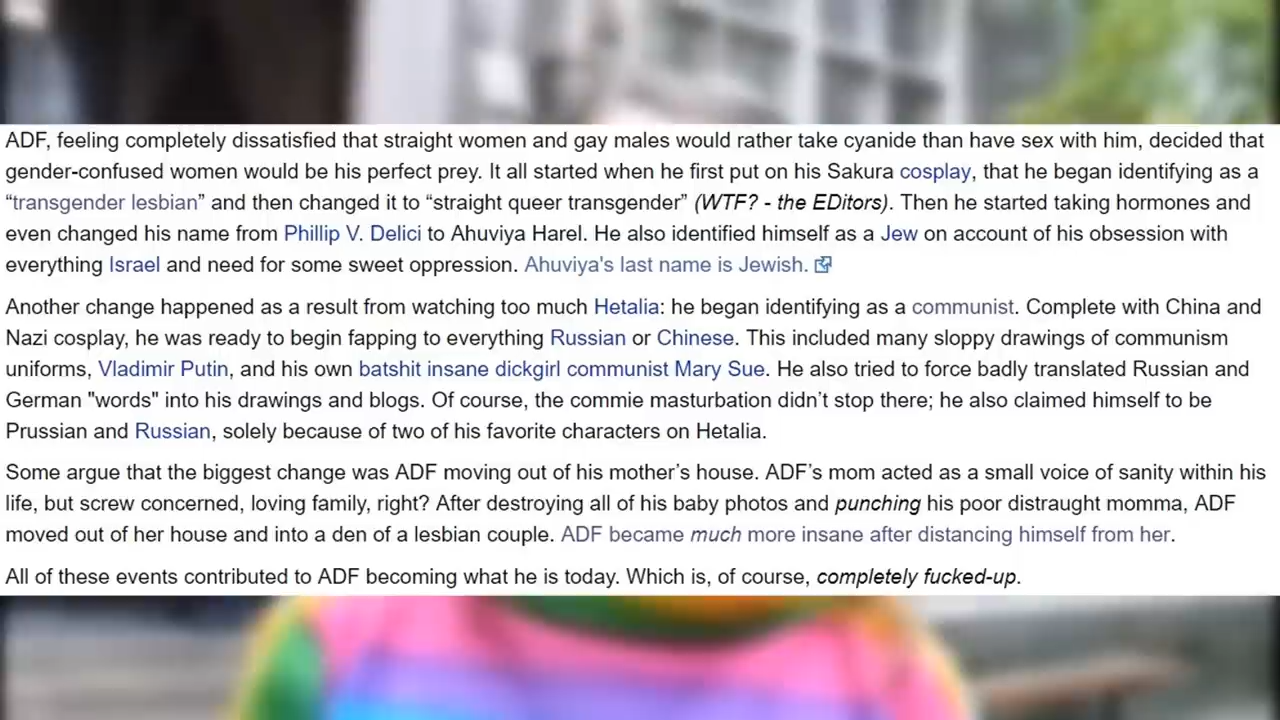 ADF, feeling completely dissatisfied that straight women and gay males would rather take cyanide than have sex with him, decided that
gender-confused women would be his perfect prey. It all started when he first put on his Sakura cosplay, that he began identifying as a
“transgender lesbian” and then changed it to “straight queer transgender” (WTF? - the EDitors). Then he started taking hormones and
even changed his name from Phillip V. Delici to Ahuviya Harel. He also identified himself as a Jew on account of his obsession with
everything Israel and need for some sweet oppression. Ahuviya's last name is Jewish.
Another change happened as a result from watching too much Hetalia: he began identifying as a communist. Complete with China and
Nazi cosplay, he was ready to begin fapping to everything Russian or Chinese. This included many sloppy drawings of communism
uniforms, Vladimir Putin, and his own batshit insane dickgirl communist Mary Sue. He also tried to force badly translated Russian and
German "words" into his drawings and blogs. Of course, the commie masturbation didn’t stop there; he also claimed himself to be
Prussian and Russian, solely because of two of his favorite characters on Hetalia.
Some argue that the biggest change was ADF moving out of his mother’s house. ADF’s mom acted as a small voice of sanity within his
life, but screw concerned, loving family, right? After destroying all of his baby photos and punching his poor distraught momma, ADF
moved out of her house and into a den of a lesbian couple. ADF became much more insane after distancing himself from her.
All of these events contributed to ADF becoming what he is today. Which is, of course, completely fucked-up.